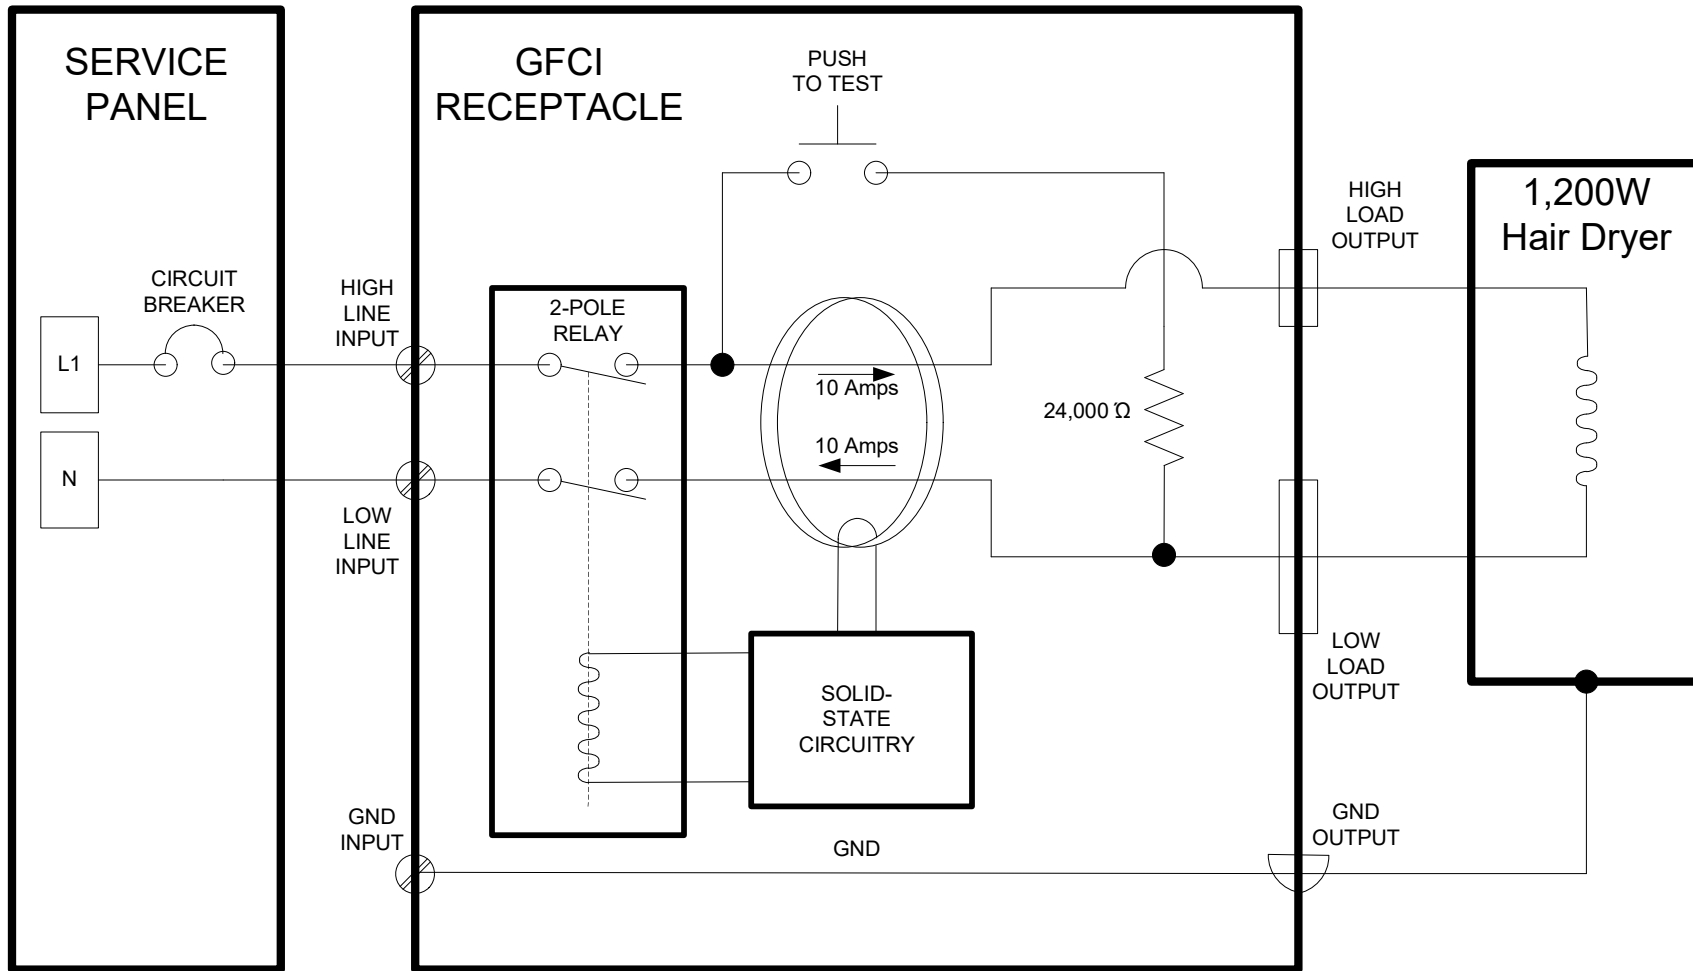 SERVICE
PANEL
GFCI
RECEPTACLE
PUSH
TO TEST
1,200W
Hair Dryer
HIGH
LOAD
OUTPUT
CIRCUIT
BREAKER
HIGH
LINE
INPUT
2-POLE
RELAY
L1
10 Amps
24,000 Ω
10 Amps
N
LOW
LINE
INPUT
LOW
LOAD
OUTPUT
SOLID-
STATE
CIRCUITRY
GND
INPUT
GND
GND
OUTPUT